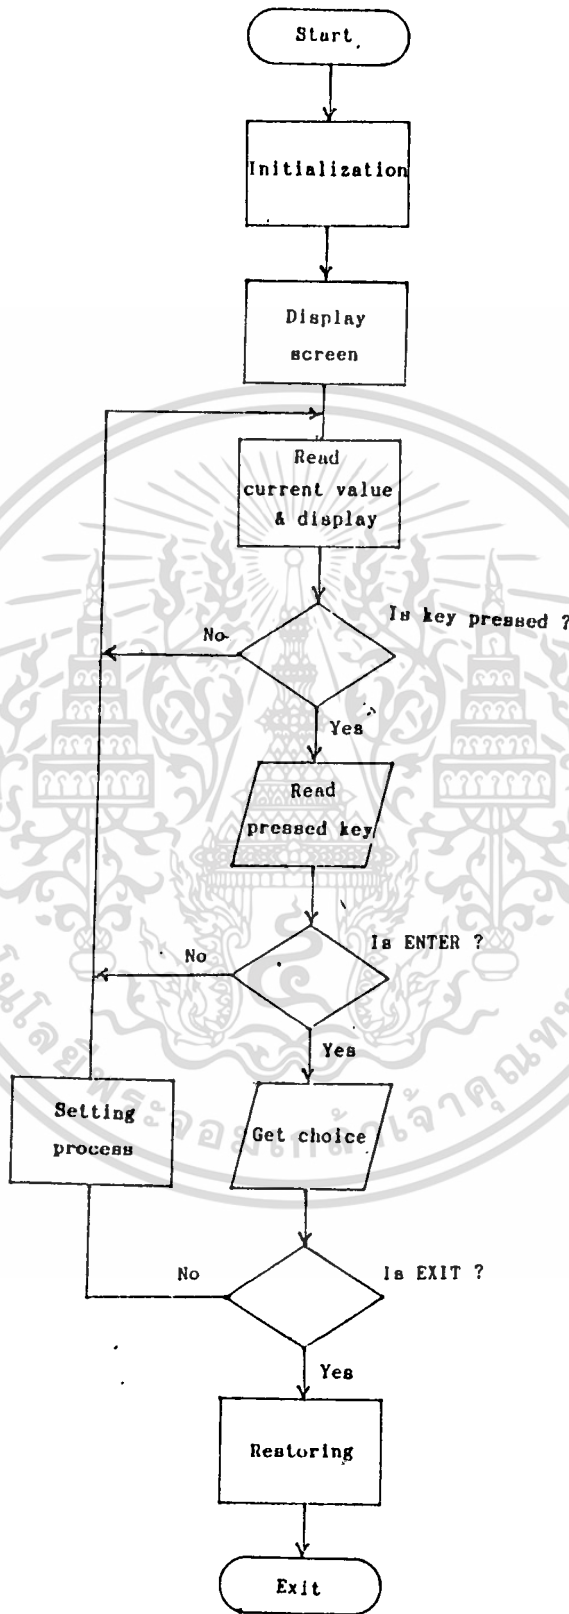 Start
Initialization
Display
screen
Read
current value
& display
Is key pressed ?
No
Yes
Read
pressed key
Is ENTER ?
No
Yes
Setting
process
Get choice
Is EXIT ?
No
Yes
Restoring
Exit